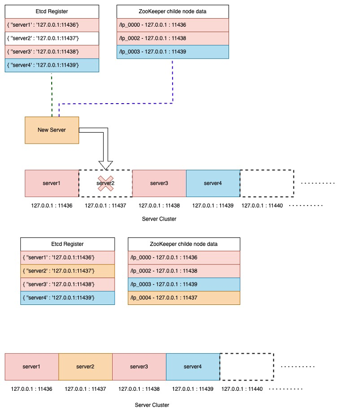 Etcd Register
{ "server1" : '127.0.0.1:11436'}
{ "server2" : '127.0.0.1:11437'}
{ "server3" : '127.0.0.1:11438'}
{ "server4" : '127.0.0.1:11439'}
ZooKeeper childe node data
/lp_0000 - 127.0.0.1 : 11436
/lp_0002 - 127.0.0.1 : 11438
/lp_0003 - 127.0.0.1 : 11439
New Server
server1
server2
server3
server4
127.0.0.1 : 11436
127.0.0.1 : 11437
127.0.0.1 : 11438
127.0.0.1 : 11439
127.0.0.1 : 11440
Server Cluster
Etcd Register
{ "server1" : '127.0.0.1:11436'}
{ "server2" : '127.0.0.1:11437'}
{ "server3" : '127.0.0.1:11438'}
{ "server4" : '127.0.0.1:11439'}
ZooKeeper childe node data
/lp_0000 - 127.0.0.1 : 11436
/lp_0002 - 127.0.0.1 : 11438
/lp_0003 - 127.0.0.1 : 11439
/lp_0004 - 127.0.0.1 : 11437
server1
server2
server3
server4
127.0.0.1 : 11436
127.0.0.1 : 11437
127.0.0.1 : 11438
127.0.0.1 : 11439
127.0.0.1 : 11440
Server Cluster